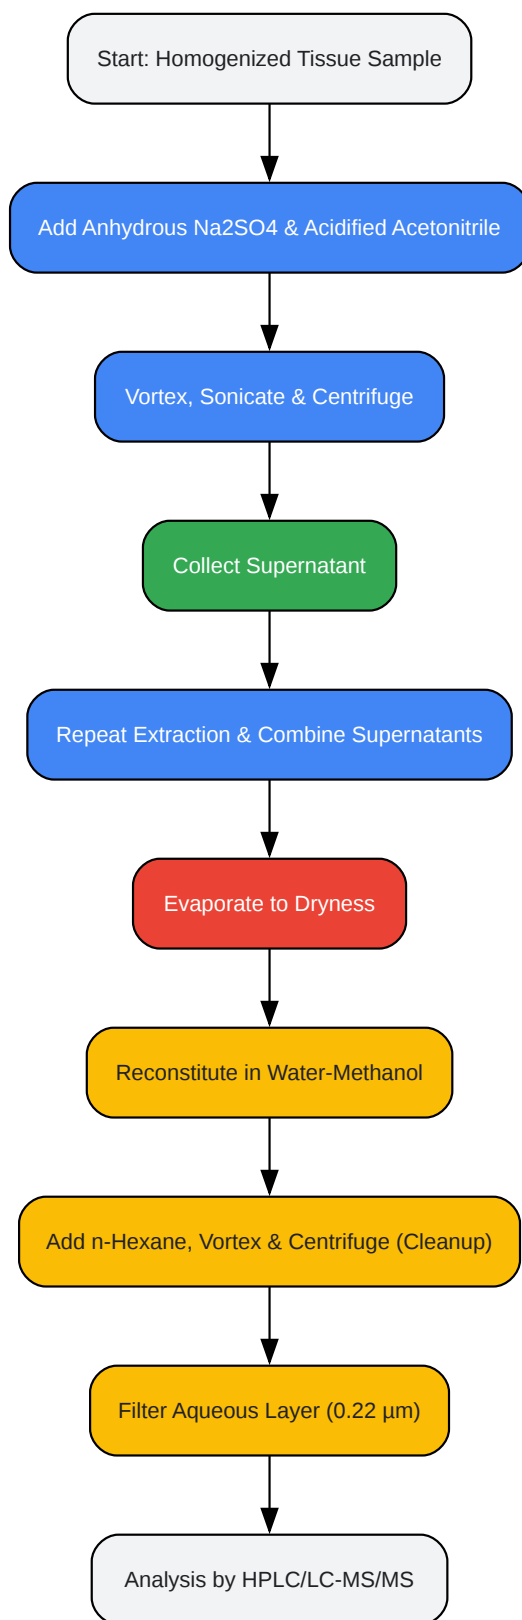 Start: Homogenized Tissue Sample
Add Anhydrous Na2SO4 & Acidified Acetonitrile
Vortex, Sonicate & Centrifuge
Collect Supernatant
Repeat Extraction & Combine Supernatants
Evaporate to Dryness
Reconstitute in Water-Methanol
Add n-Hexane, Vortex & Centrifuge (Cleanup)
Filter Aqueous Layer (0.22 µm)
Analysis by HPLC/LC-MS/MS